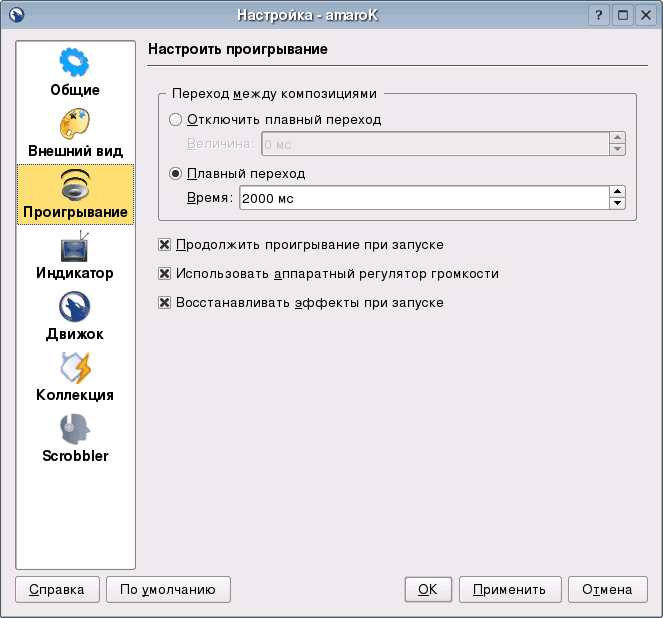 Настройка - amaroK
Общие
Внешний вид
Проигрывание
Индикатор
Движок
Коллекция
Scrobbler
Настроить проигрывание
Переход между композициями
Отключить плавный переход
Величина: 0 мс
Плавный переход
Время: 2000 мс
Продолжить проигрывание при запуске
Использовать аппаратный регулятор громкости
Восстанавливать эффекты при запуске
Справка По умолчанию OK Применить Отмена